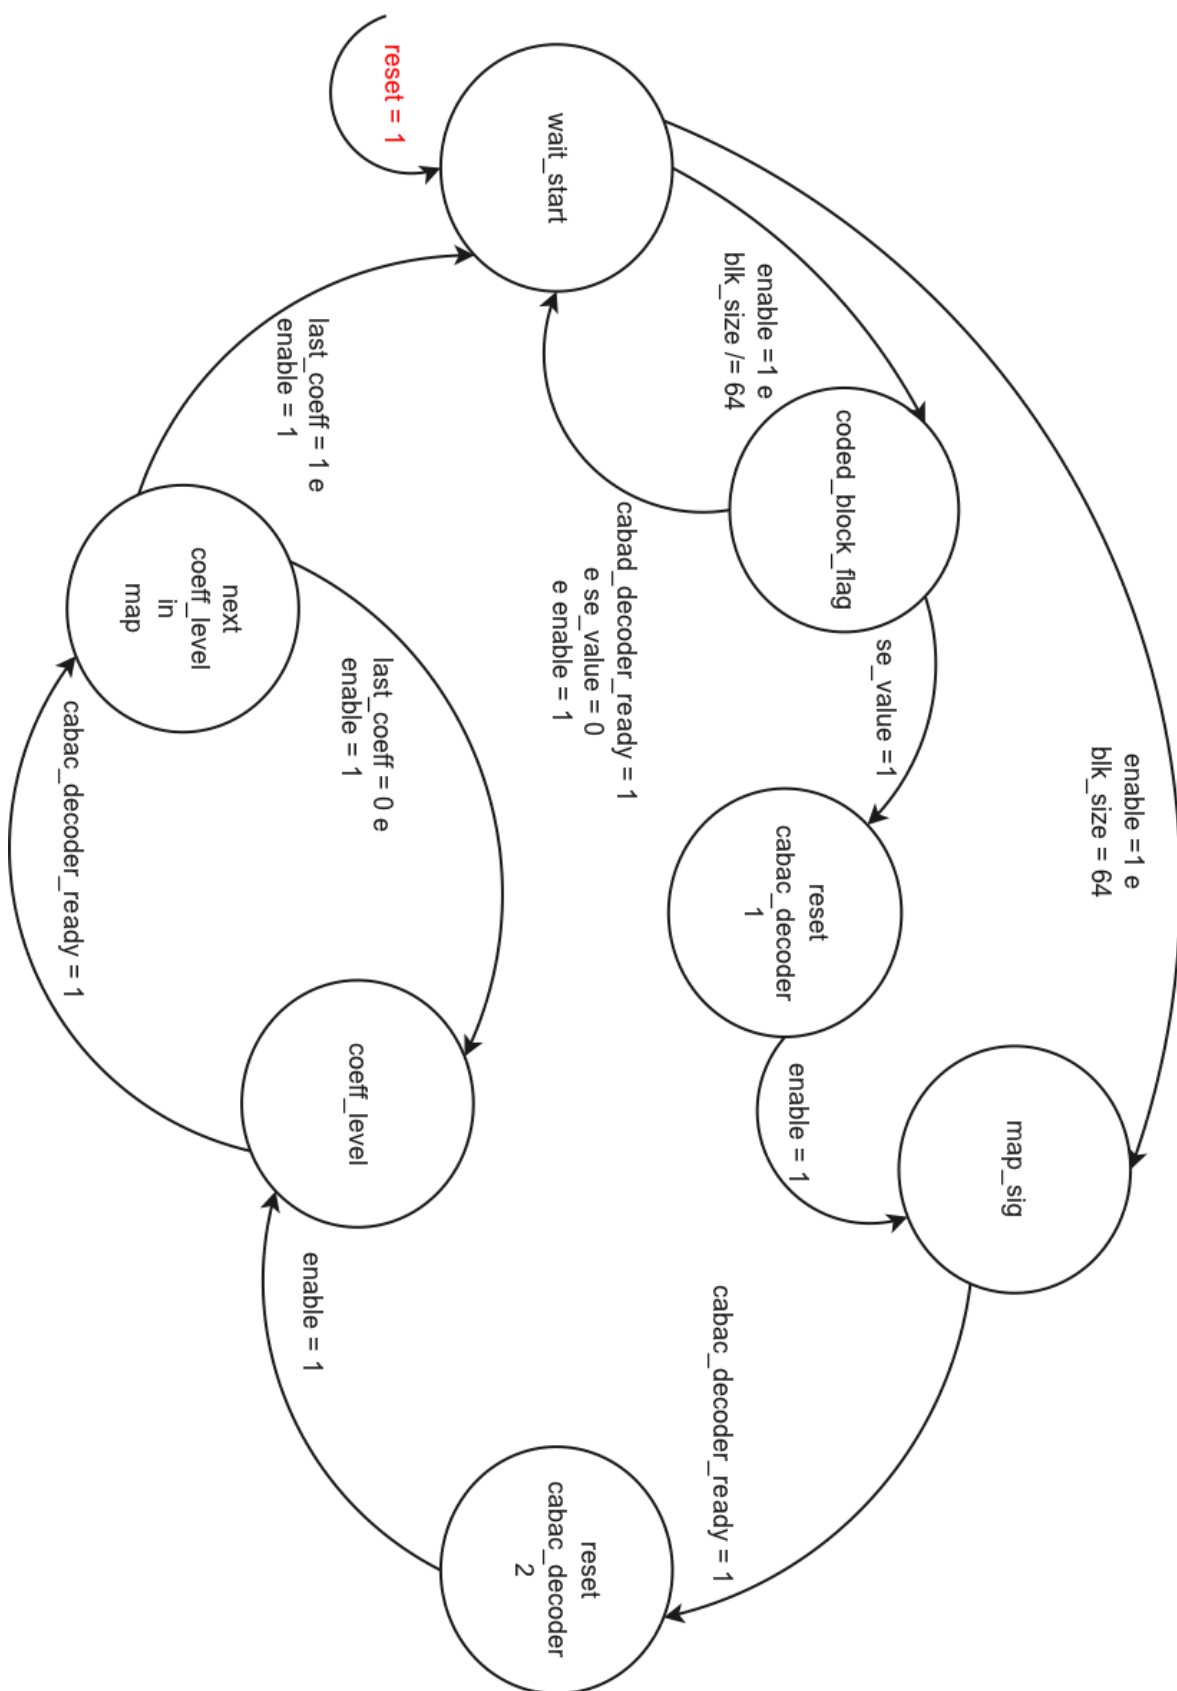 reset = 1
wait_start
enable =1 e
blk_size /= 64
coded_block_flag
cabad_decoder_ready = 1
e se_value = 0
e enable = 1
se_value =1
enable =1 e
blk_size = 64
reset
cabac_decoder
1
enable = 1
map_sig
cabac_decoder_ready = 1
reset
cabac_decoder
2
enable = 1
coeff_level
cabac_decoder_ready = 1
next
coeff_level
in
map
last_coeff = 0 e
enable = 1
last_coeff = 1 e
enable = 1